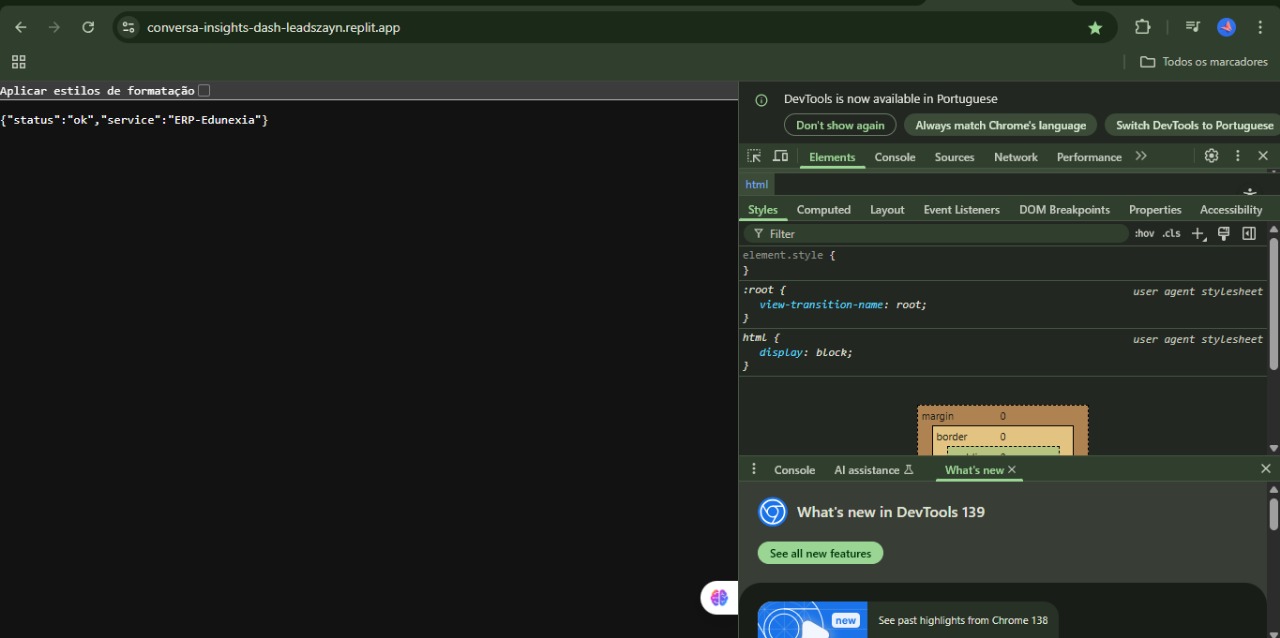 conversa-insights-dash-leadszayn.replit.app
Todos os marcadores
Aplicar estilos de formatação
{"status":"ok","service":"ERP-Edunexia"}
DevTools is now available in Portuguese
Don't show again
Always match Chrome's language
Switch DevTools to Portuguese
Elements
Console
Sources
Network
Performance
html
Styles
Computed
Layout
Event Listeners
DOM Breakpoints
Properties
Accessibility
Filter
:hov
.cls
element.style {
}
:root {
user agent stylesheet
view-transition-name: root;
}
html {
user agent stylesheet
display: block;
}
margin
0
border
0
Console
AI assistance
What's new
What's new in DevTools 139
See all new features
new
See past highlights from Chrome 138